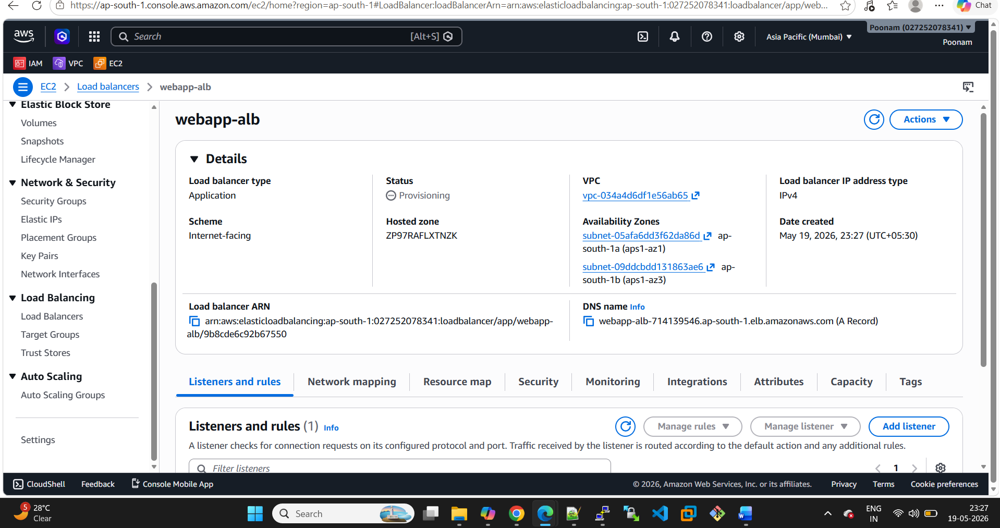 https://ap-south-1.console.aws.amazon.com/ec2/home?region=ap-south-1#LoadBalancer:loadBalancerArn=arn:aws:elasticloadbalancing:ap-south-1:027252078341:loadbalancer/app/web...
Chat
aws
Search
[Alt+S]
Asia Pacific (Mumbai)
Poonam (027252078341)
Poonam
IAM
VPC
EC2
EC2
Load balancers
webapp-alb
Elastic Block Store
Volumes
Snapshots
Lifecycle Manager
Network & Security
Security Groups
Elastic IPs
Placement Groups
Key Pairs
Network Interfaces
Load Balancing
Load Balancers
Target Groups
Trust Stores
Auto Scaling
Auto Scaling Groups
Settings
webapp-alb
Actions
Details
Load balancer type
Application
Status
Provisioning
VPC
vpc-034a4d6df1e56ab65
Load balancer IP address type
IPv4
Scheme
Internet-facing
Hosted zone
ZP97RAFLXTNZK
Availability Zones
subnet-05afa6dd3f62da86d ap-
south-1a (aps1-az1)
subnet-09ddcbdd131863ae6 ap-
south-1b (aps1-az3)
Date created
May 19, 2026, 23:27 (UTC+05:30)
Load balancer ARN
arn:aws:elasticloadbalancing:ap-south-1:027252078341:loadbalancer/app/webapp-
alb/9b8cde6c92b67550
DNS name Info
webapp-alb-714139546.ap-south-1.elb.amazonaws.com (A Record)
Listeners and rules
Network mapping
Resource map
Security
Monitoring
Integrations
Attributes
Capacity
Tags
Listeners and rules (1) Info
Manage rules
Manage listener
Add listener
A listener checks for connection requests on its configured protocol and port. Traffic received by the listener is routed according to the default action and any additional rules.
Filter listeners
1
CloudShell
Feedback
Console Mobile App
© 2026, Amazon Web Services, Inc. or its affiliates.
Privacy
Terms
Cookie preferences
5
28°C
Clear
Search
ENG
IN
23:27
19-05-2026